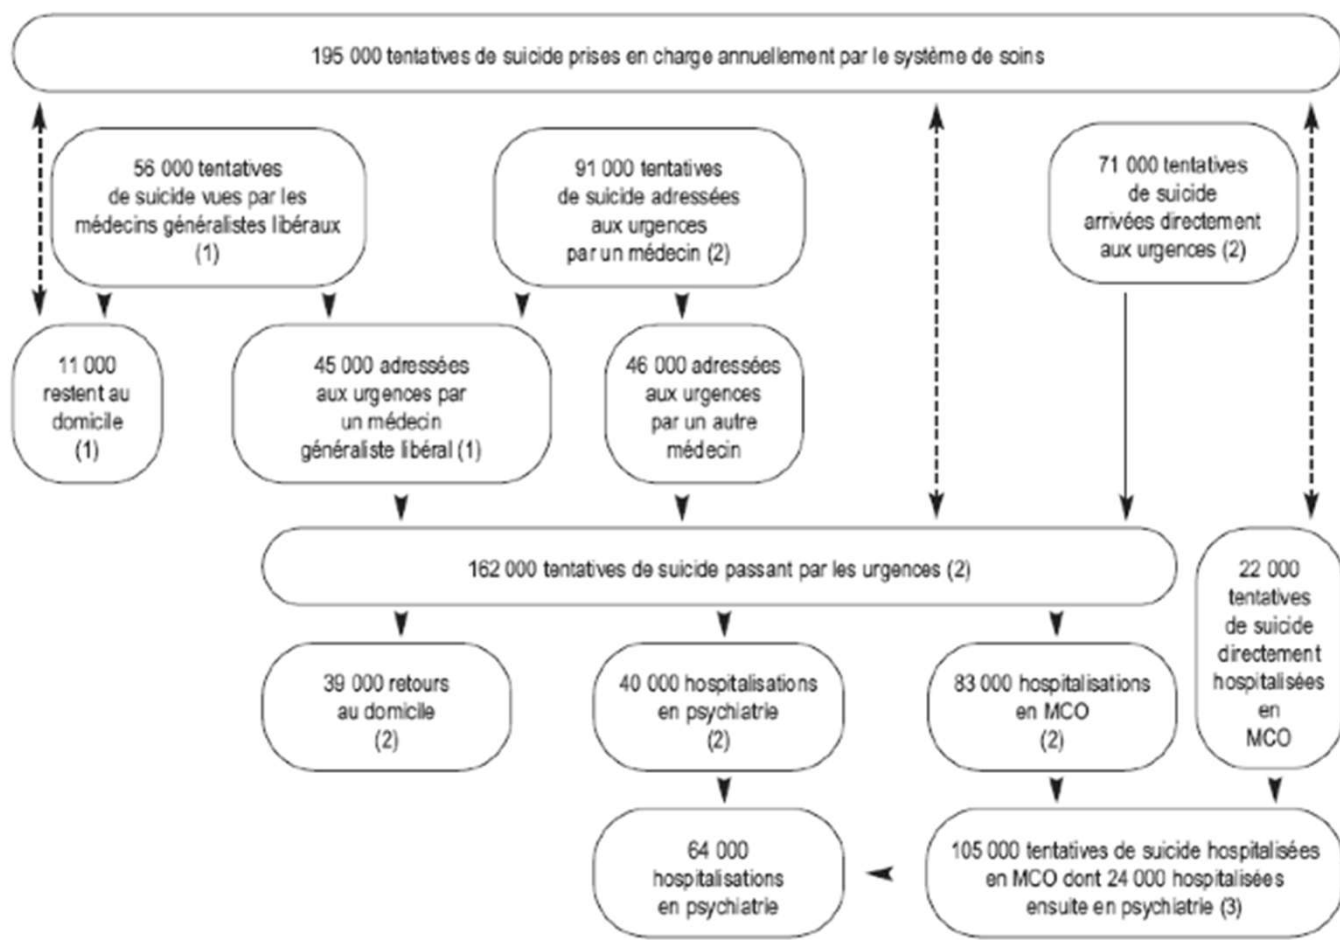 195 000 tentatives de suicide prises en charge annuellement par le système de soins
56 000 tentatives
de suicide vues par les
médecins généralistes libéraux
(1)
91 000 tentatives
de suicide adressées
aux urgences
par un médecin (2)
71 000 tentatives
de suicide
arrivées directement
aux urgences (2)
11 000
restent au
domicile
(1)
45 000 adressées
aux urgences par
un médecin
généraliste libéral (1)
46 000 adressées
aux urgences
par un autre
médecin
162 000 tentatives de suicide passant par les urgences (2)
22 000
tentatives
de suicide
directement
hospitalisées
en
MCO
39 000 retours
au domicile
(2)
40 000 hospitalisations
en psychiatrie
(2)
83 000 hospitalisations
en MCO
(2)
64 000
hospitalisations
en psychiatrie
105 000 tentatives de suicide hospitalisées
en MCO dont 24 000 hospitalisées
ensuite en psychiatrie (3)